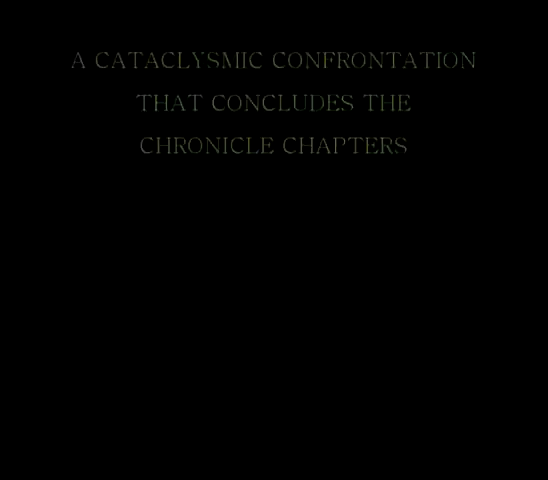 A CATACLYSMIC CONFRONTATION
THAT CONCLUDES THE
CHRONICLE CHAPTERS